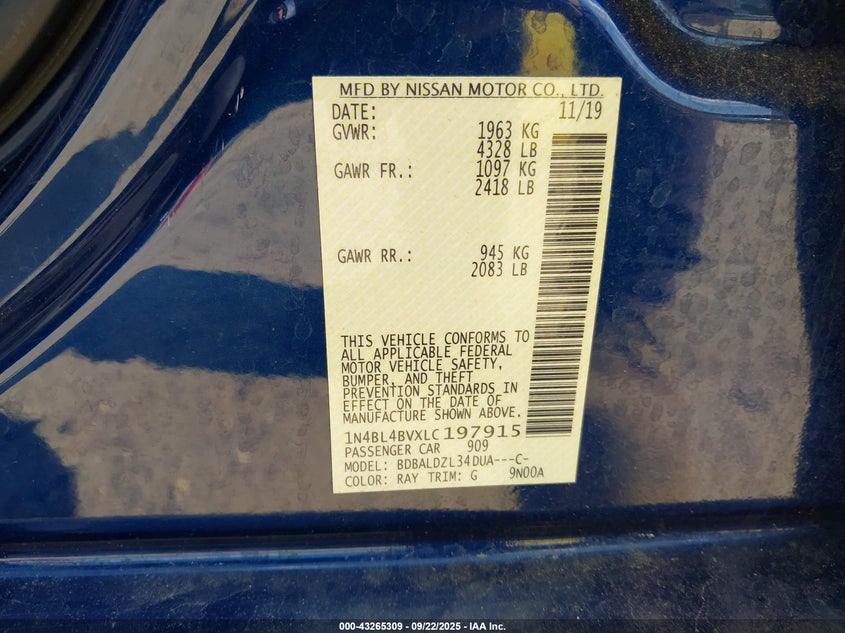 MFD BY NISSAN MOTOR CO., LTD.
DATE: 11/19
GVWR: 1963 KG
4328 LB
GAWR FR.: 1097 KG
2418 LB
GAWR RR.: 945 KG
2083 LB
THIS VEHICLE CONFORMS TO
ALL APPLICABLE FEDERAL
MOTOR VEHICLE SAFETY,
BUMPER, AND THEFT
PREVENTION STANDARDS IN
EFFECT ON THE DATE OF
MANUFACTURE SHOWN ABOVE.
1N4BL4BVXLC197915
PASSENGER CAR 909
MODEL: BDBALDZL34DUA---C-
COLOR: RAY TRIM: G 9N00A
000-43265309 - 09/22/2025 - IAA Inc.